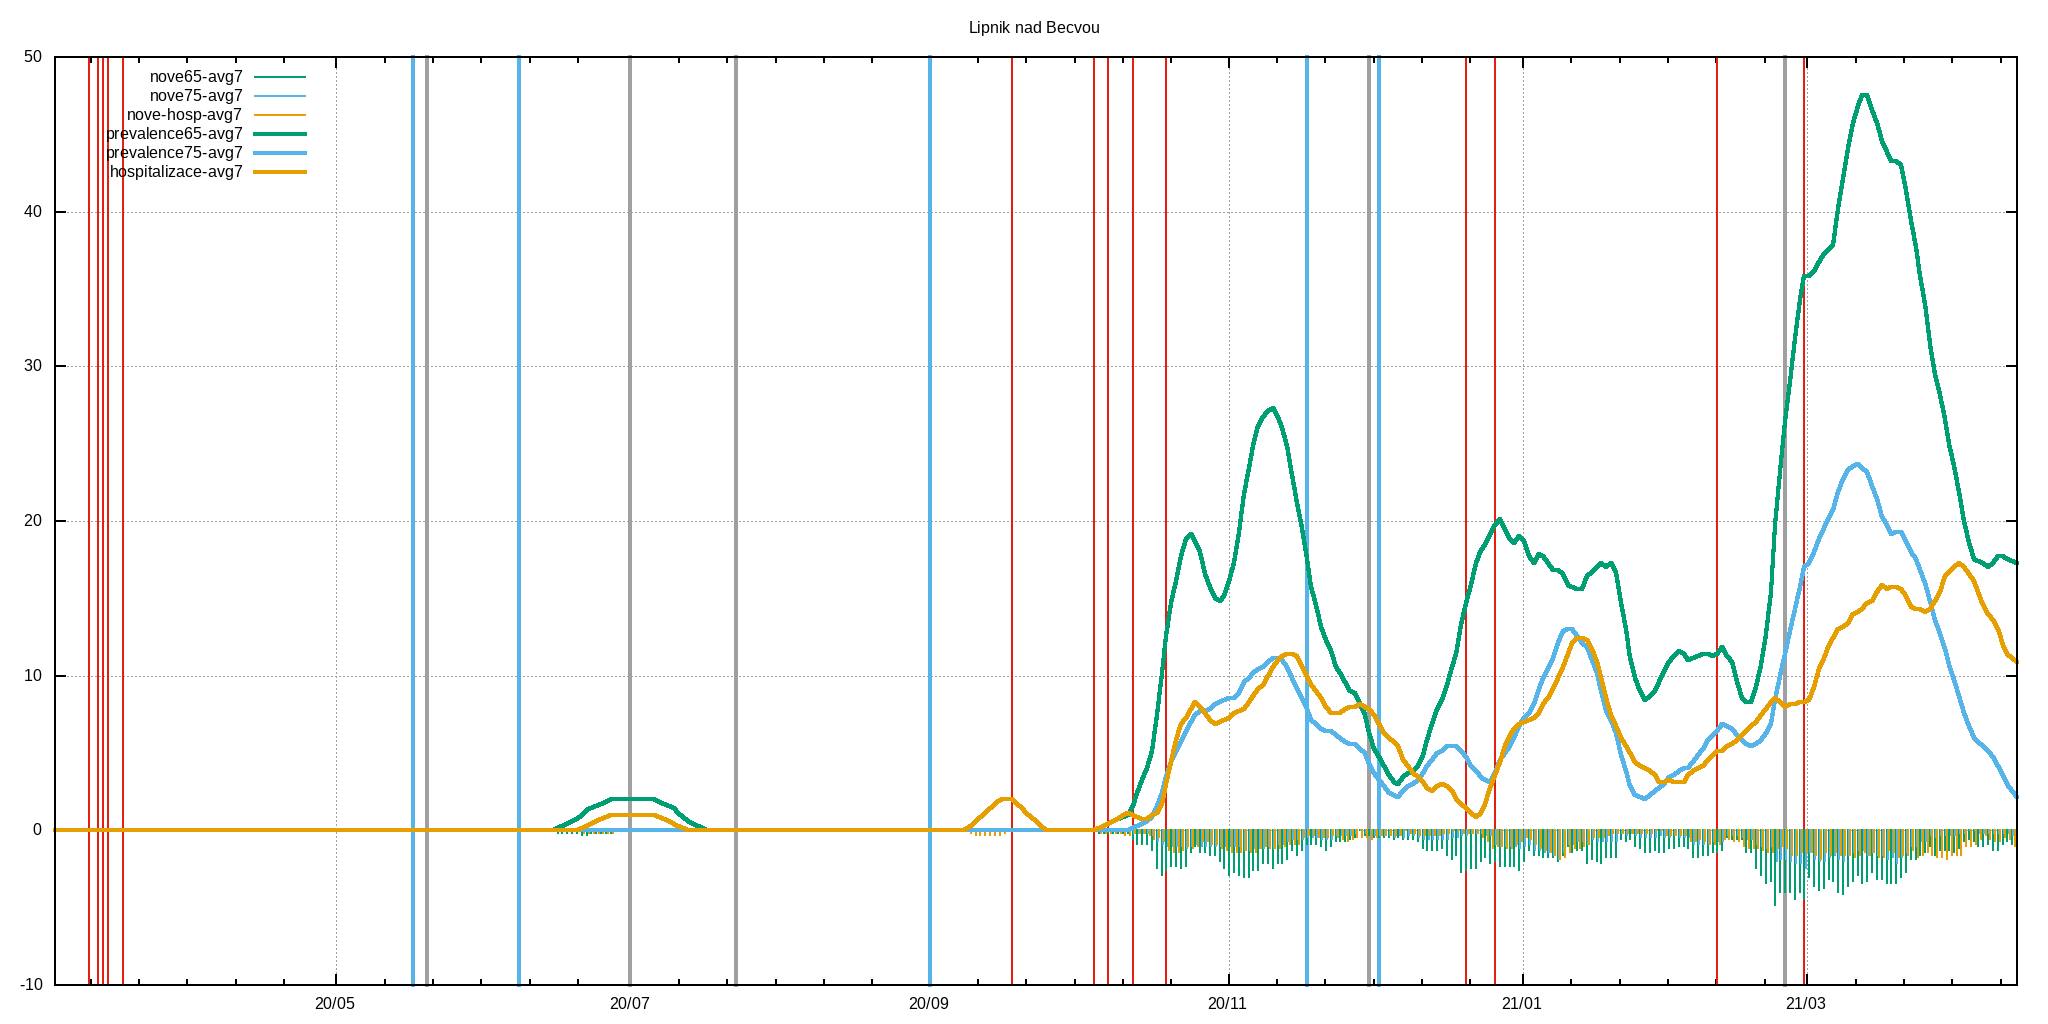 Lipnik nad Becvou
50
40
30
20
10
0
-10
nove65-avg7
nove75-avg7
nove-hosp-avg7
prevalence65-avg7
prevalence75-avg7
hospitalizace-avg7
20/05
20/07
20/09
20/11
21/01
21/03